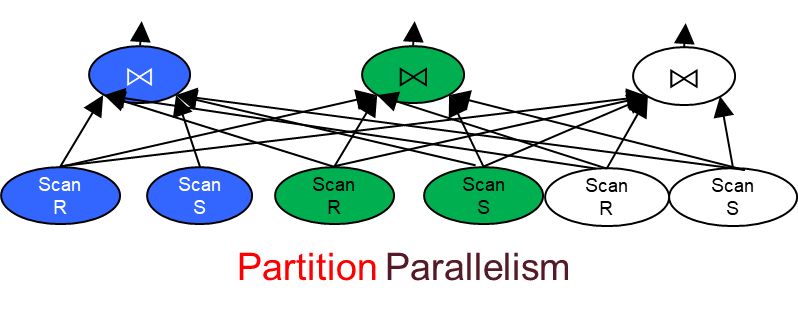 ⋈ ⋈ ⋈
Scan Scan Scan Scan Scan Scan
R S R S R S
Partition Parallelism